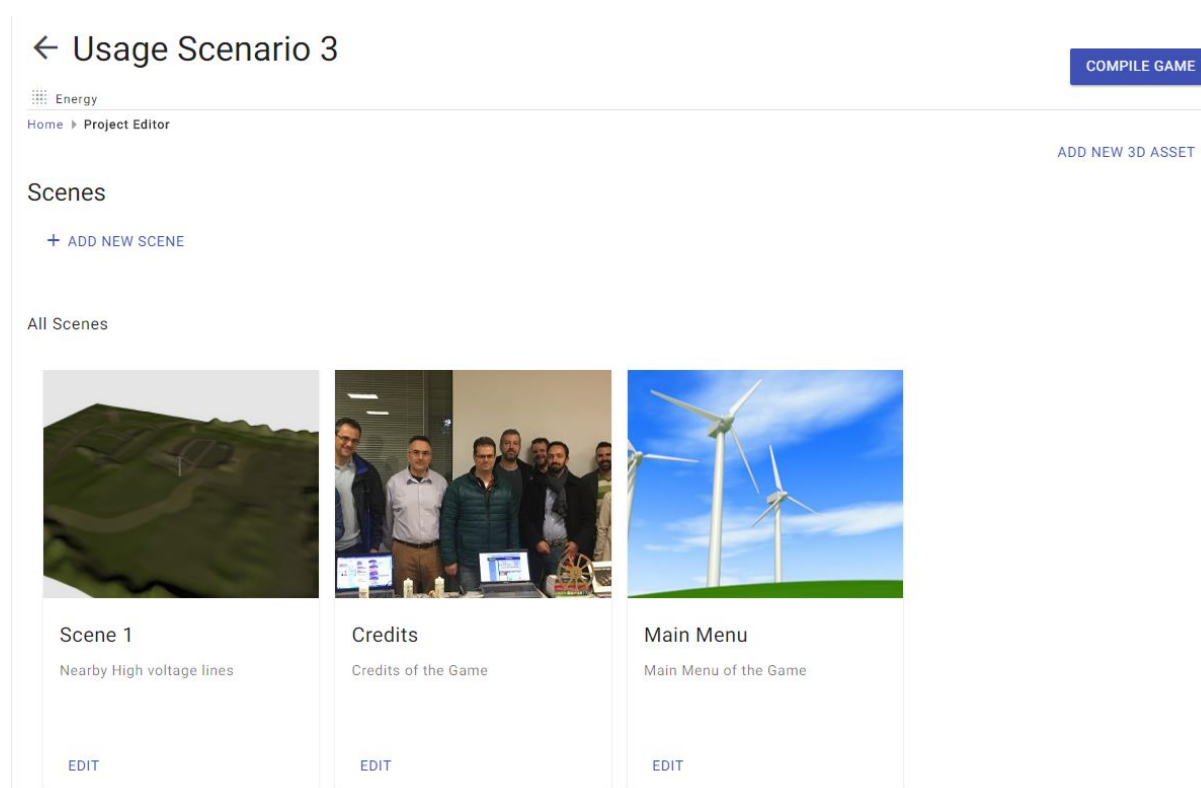 Usage Scenario 3
COMPILE GAME
Energy
Home Project Editor
ADD NEW 3D ASSET
Scenes
+ ADD NEW SCENE
All Scenes
Scene 1
Nearby High voltage lines
EDIT
Credits
Credits of the Game
EDIT
Main Menu
Main Menu of the Game
EDIT